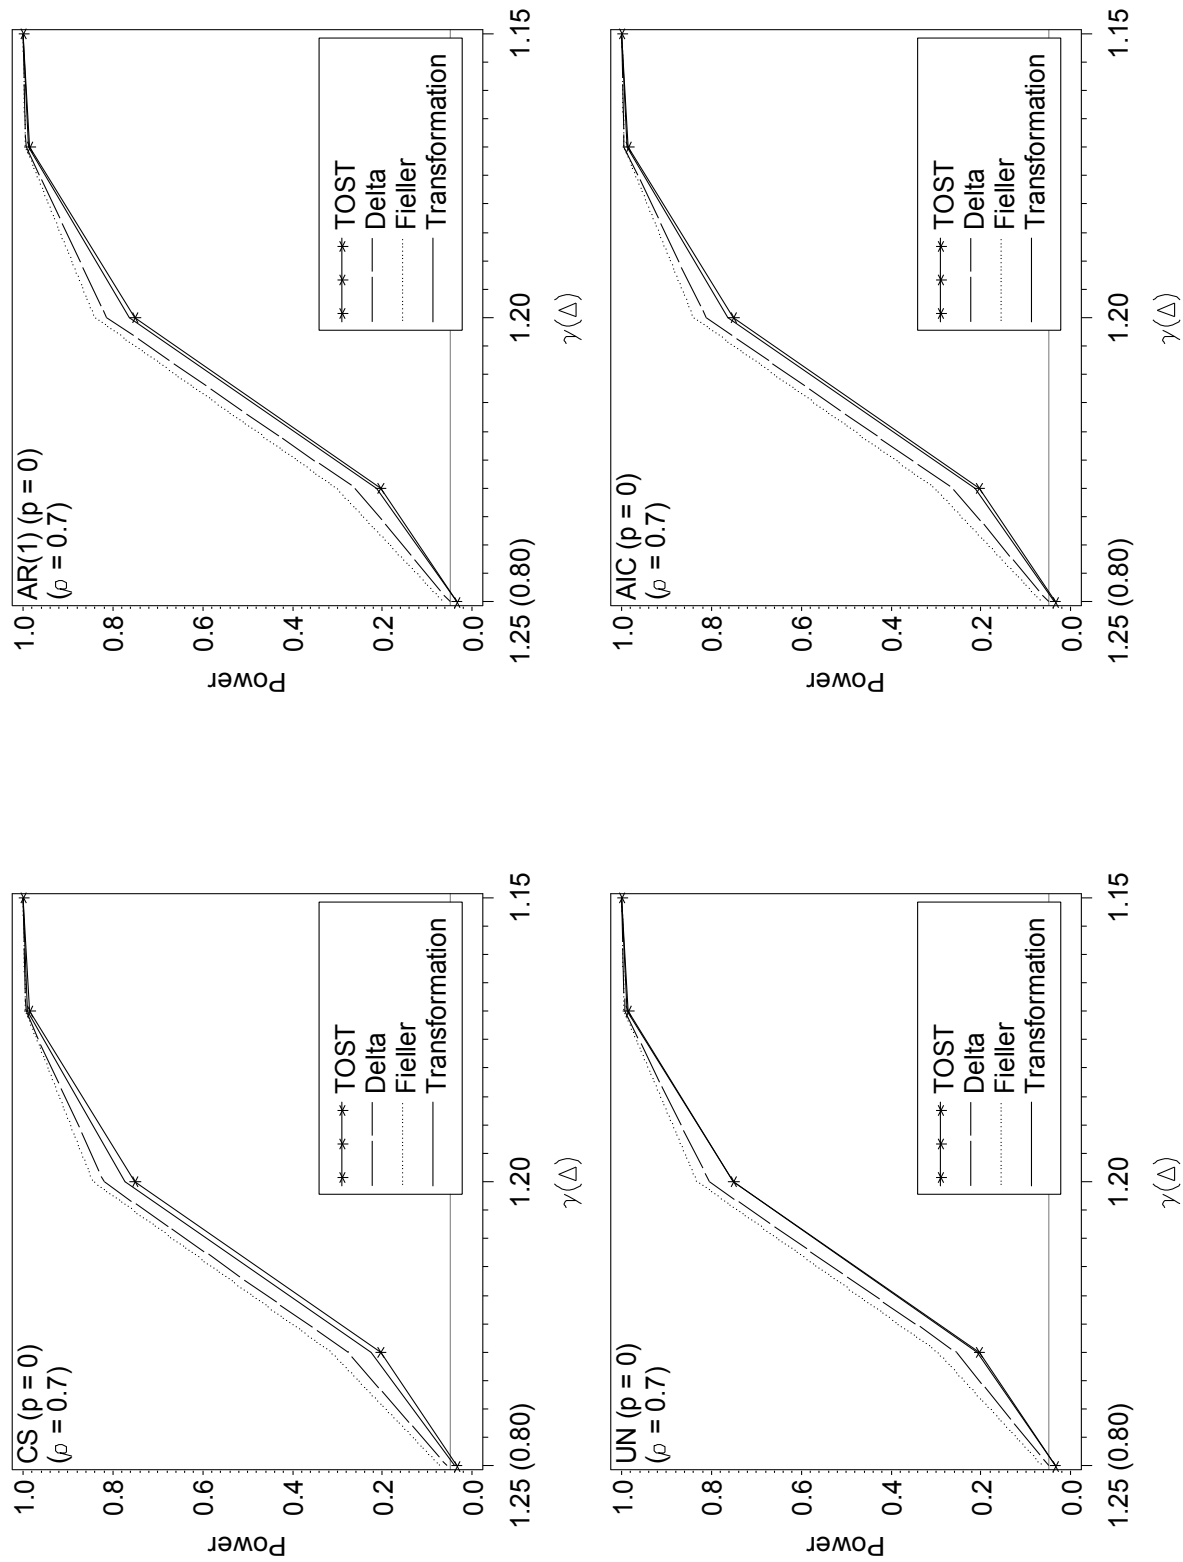 CS (p = 0)
(ρ = 0.7)
Power
1.0
0.8
0.6
0.4
0.2
0.0
TOST
Delta
Fieller
Transformation
1.25 (0.80)
1.20
1.15
γ(Δ)
AR(1) (p = 0)
(ρ = 0.7)
Power
1.0
0.8
0.6
0.4
0.2
0.0
TOST
Delta
Fieller
Transformation
1.25 (0.80)
1.20
1.15
γ(Δ)
UN (p = 0)
(ρ = 0.7)
Power
1.0
0.8
0.6
0.4
0.2
0.0
TOST
Delta
Fieller
Transformation
1.25 (0.80)
1.20
1.15
γ(Δ)
AIC (p = 0)
(ρ = 0.7)
Power
1.0
0.8
0.6
0.4
0.2
0.0
TOST
Delta
Fieller
Transformation
1.25 (0.80)
1.20
1.15
γ(Δ)